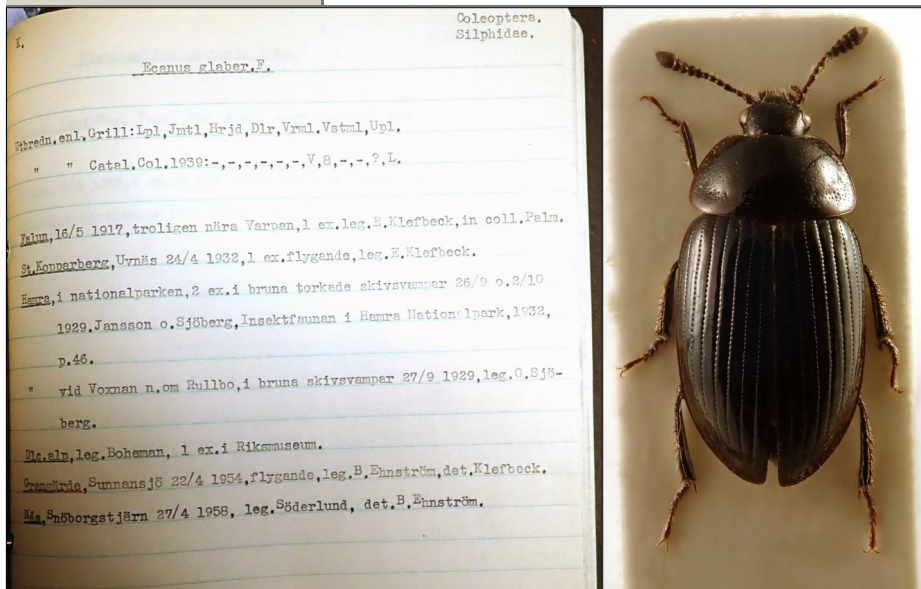 Coleoptera.
Silphidae.
K.
Ecanus glaber.F.
Utbredn.enl.Grill:Lpl,Jmtl,Hrjd,Dlr,Vrml.Vstml,Upl.
" " Catal.Col.1939:-,-,-,-,-,-,V,8,-,-,?,L.
Falun,16/5 1917,troligen nära Varpan,1 ex.leg.E.Klefbeck,in coll.Palm.
St.Kopparberg,Uvnäs 24/4 1932,1 ex.flygande,leg.E.Klefbeck.
Hamra,i nationalparken,2 ex.i bruna torkade skivsvampar 26/9 o.2/10
1929.Jansson o.Sjöberg,Insektfaunan i Hamra Nationalpark,1932,
p.46.
" vid Voxnan n.om Rullbo,i bruna skivsvampar 27/9 1929,leg.O.Sjö-
berg.
Dlc.alp,leg.Boheman, 1 ex.i Riksmuseum.
Grangärde,Sunnansjö 22/4 1954,flygande,leg.B.Ehnström,det.Klefbeck.
Snöborgstjärn 27/4 1958, leg.Söderlund, det.B.Ehnström.